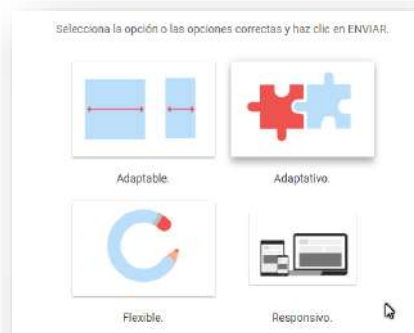 Selecciona la opción o las opciones correctas y haz clic en ENVIAR.
Adaptable.
Adaptativo.
Flexible.
Responsivo.